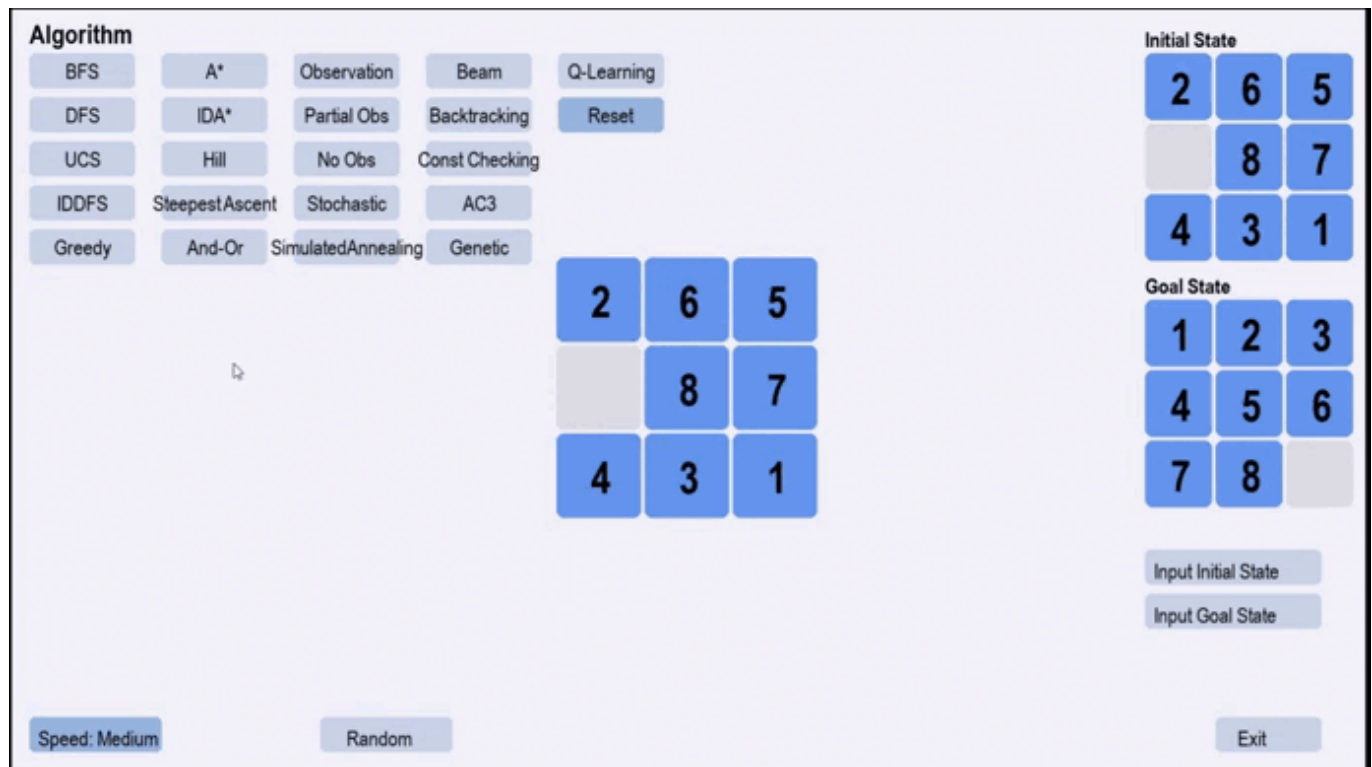 Algorithm
BFS A* Observation Beam Q-Learning
DFS IDA* Partial Obs Backtracking Reset
UCS Hill No Obs Const Checking
IDDFS SteepestAscent Stochastic AC3
Greedy And-Or SimulatedAnnealing Genetic
2 6 5
8 7
4 3 1
Initial State
2 6 5
8 7
4 3 1
Goal State
1 2 3
4 5 6
7 8
Input Initial State
Input Goal State
Speed: Medium Random Exit